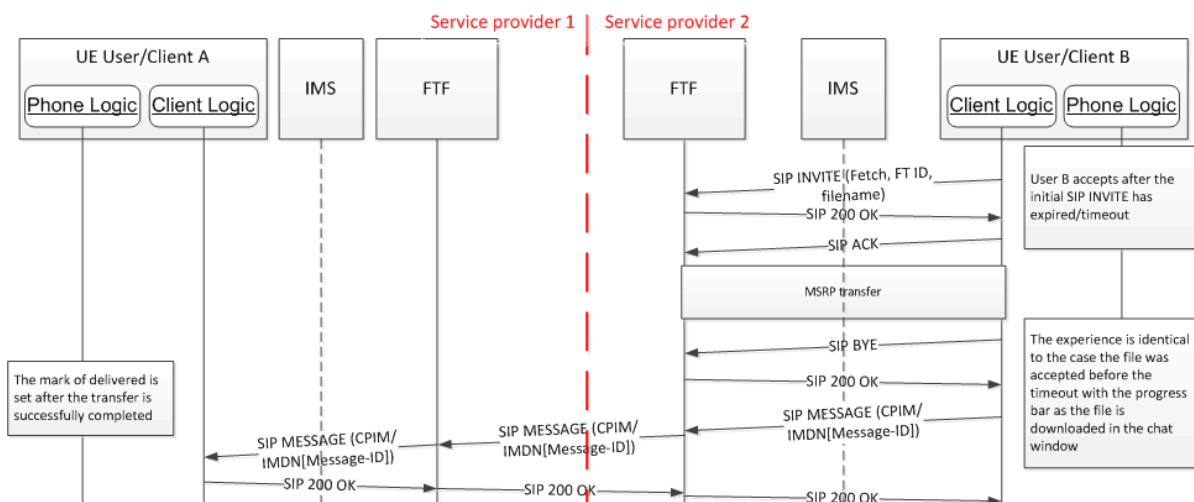 Service provider 1
Service provider 2
UE User/Client A
Phone Logic
Client Logic
IMS
FTF
FTF
IMS
UE User/Client B
Client Logic
Phone Logic
SIP INVITE (Fetch, FT ID,
filename)
User B accepts after the
initial SIP INVITE has
expired/timeout
SIP 200 OK
SIP ACK
MSRP transfer
SIP BYE
The experience is identical
to the case the file was
accepted before the
timeout with the progress
bar as the file is
downloaded in the chat
window
The mark of delivered is
set after the transfer is
successfully completed
SIP 200 OK
SIP MESSAGE (CPIM/
IMDN[Message-ID])
SIP MESSAGE (CPIM/
IMDN[Message-ID])
SIP MESSAGE (CPIM/
IMDN[Message-ID])
SIP 200 OK
SIP 200 OK
SIP 200 OK